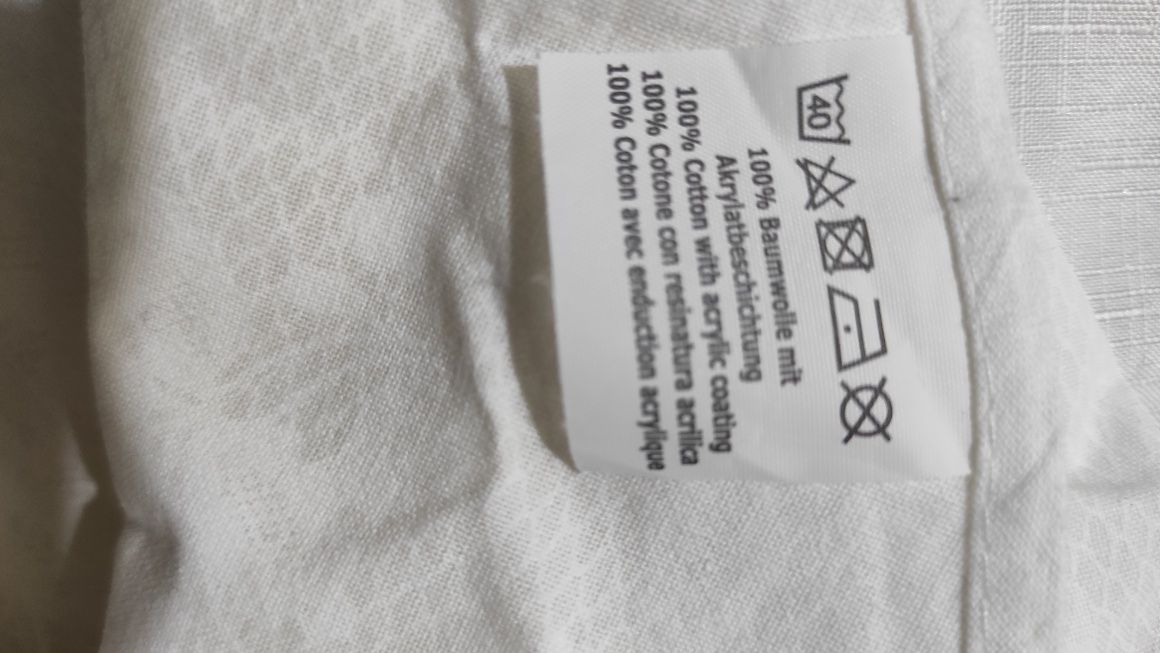 40
100% Baumwolle mit
Akrylatbeschichtung
100% Cotton with acrylic coating
100% Cotone con resinatura acrilica
100% Coton avec enduction acrylique